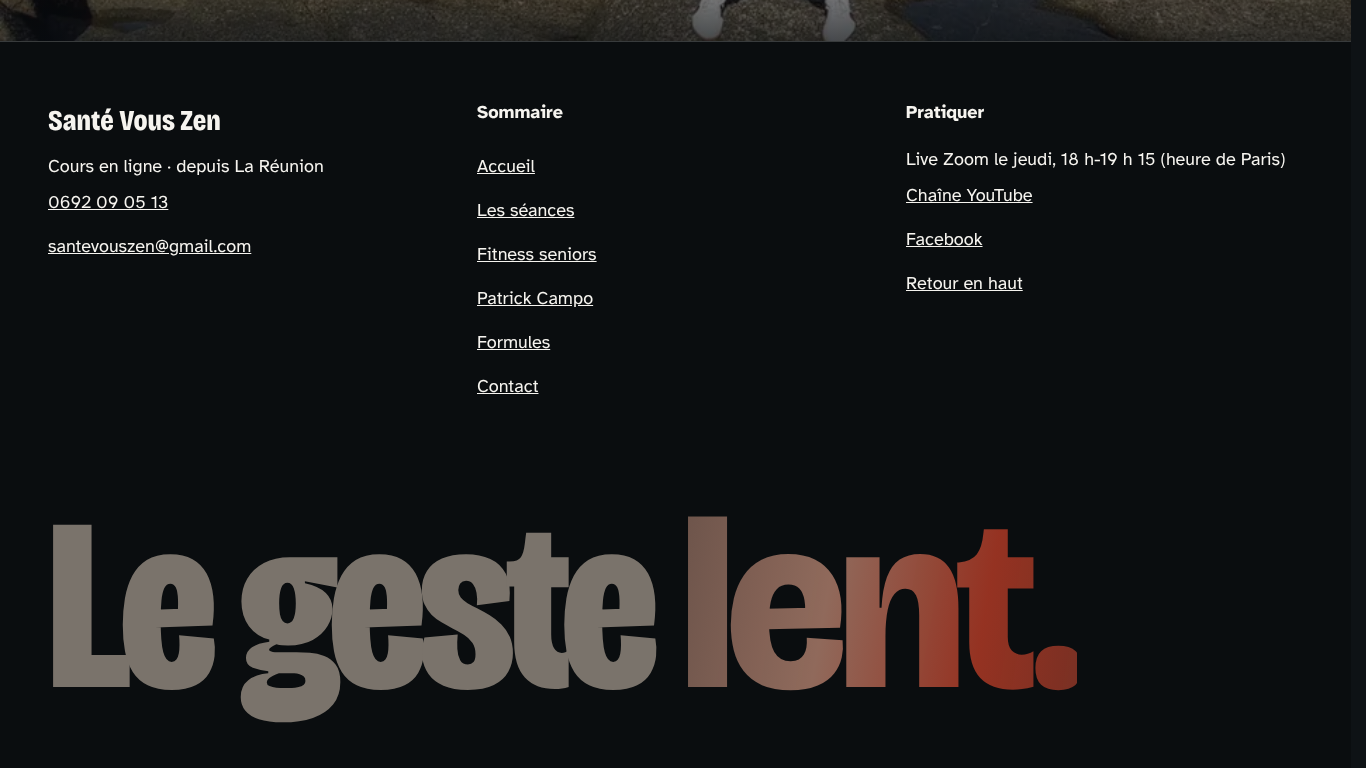 Santé Vous Zen
Cours en ligne · depuis La Réunion
0692 09 05 13
santevouszen@gmail.com
Sommaire
Accueil
Les séances
Fitness seniors
Patrick Campo
Formules
Contact
Pratiquer
Live Zoom le jeudi, 18 h-19 h 15 (heure de Paris)
Chaîne YouTube
Facebook
Retour en haut
Le geste lent.